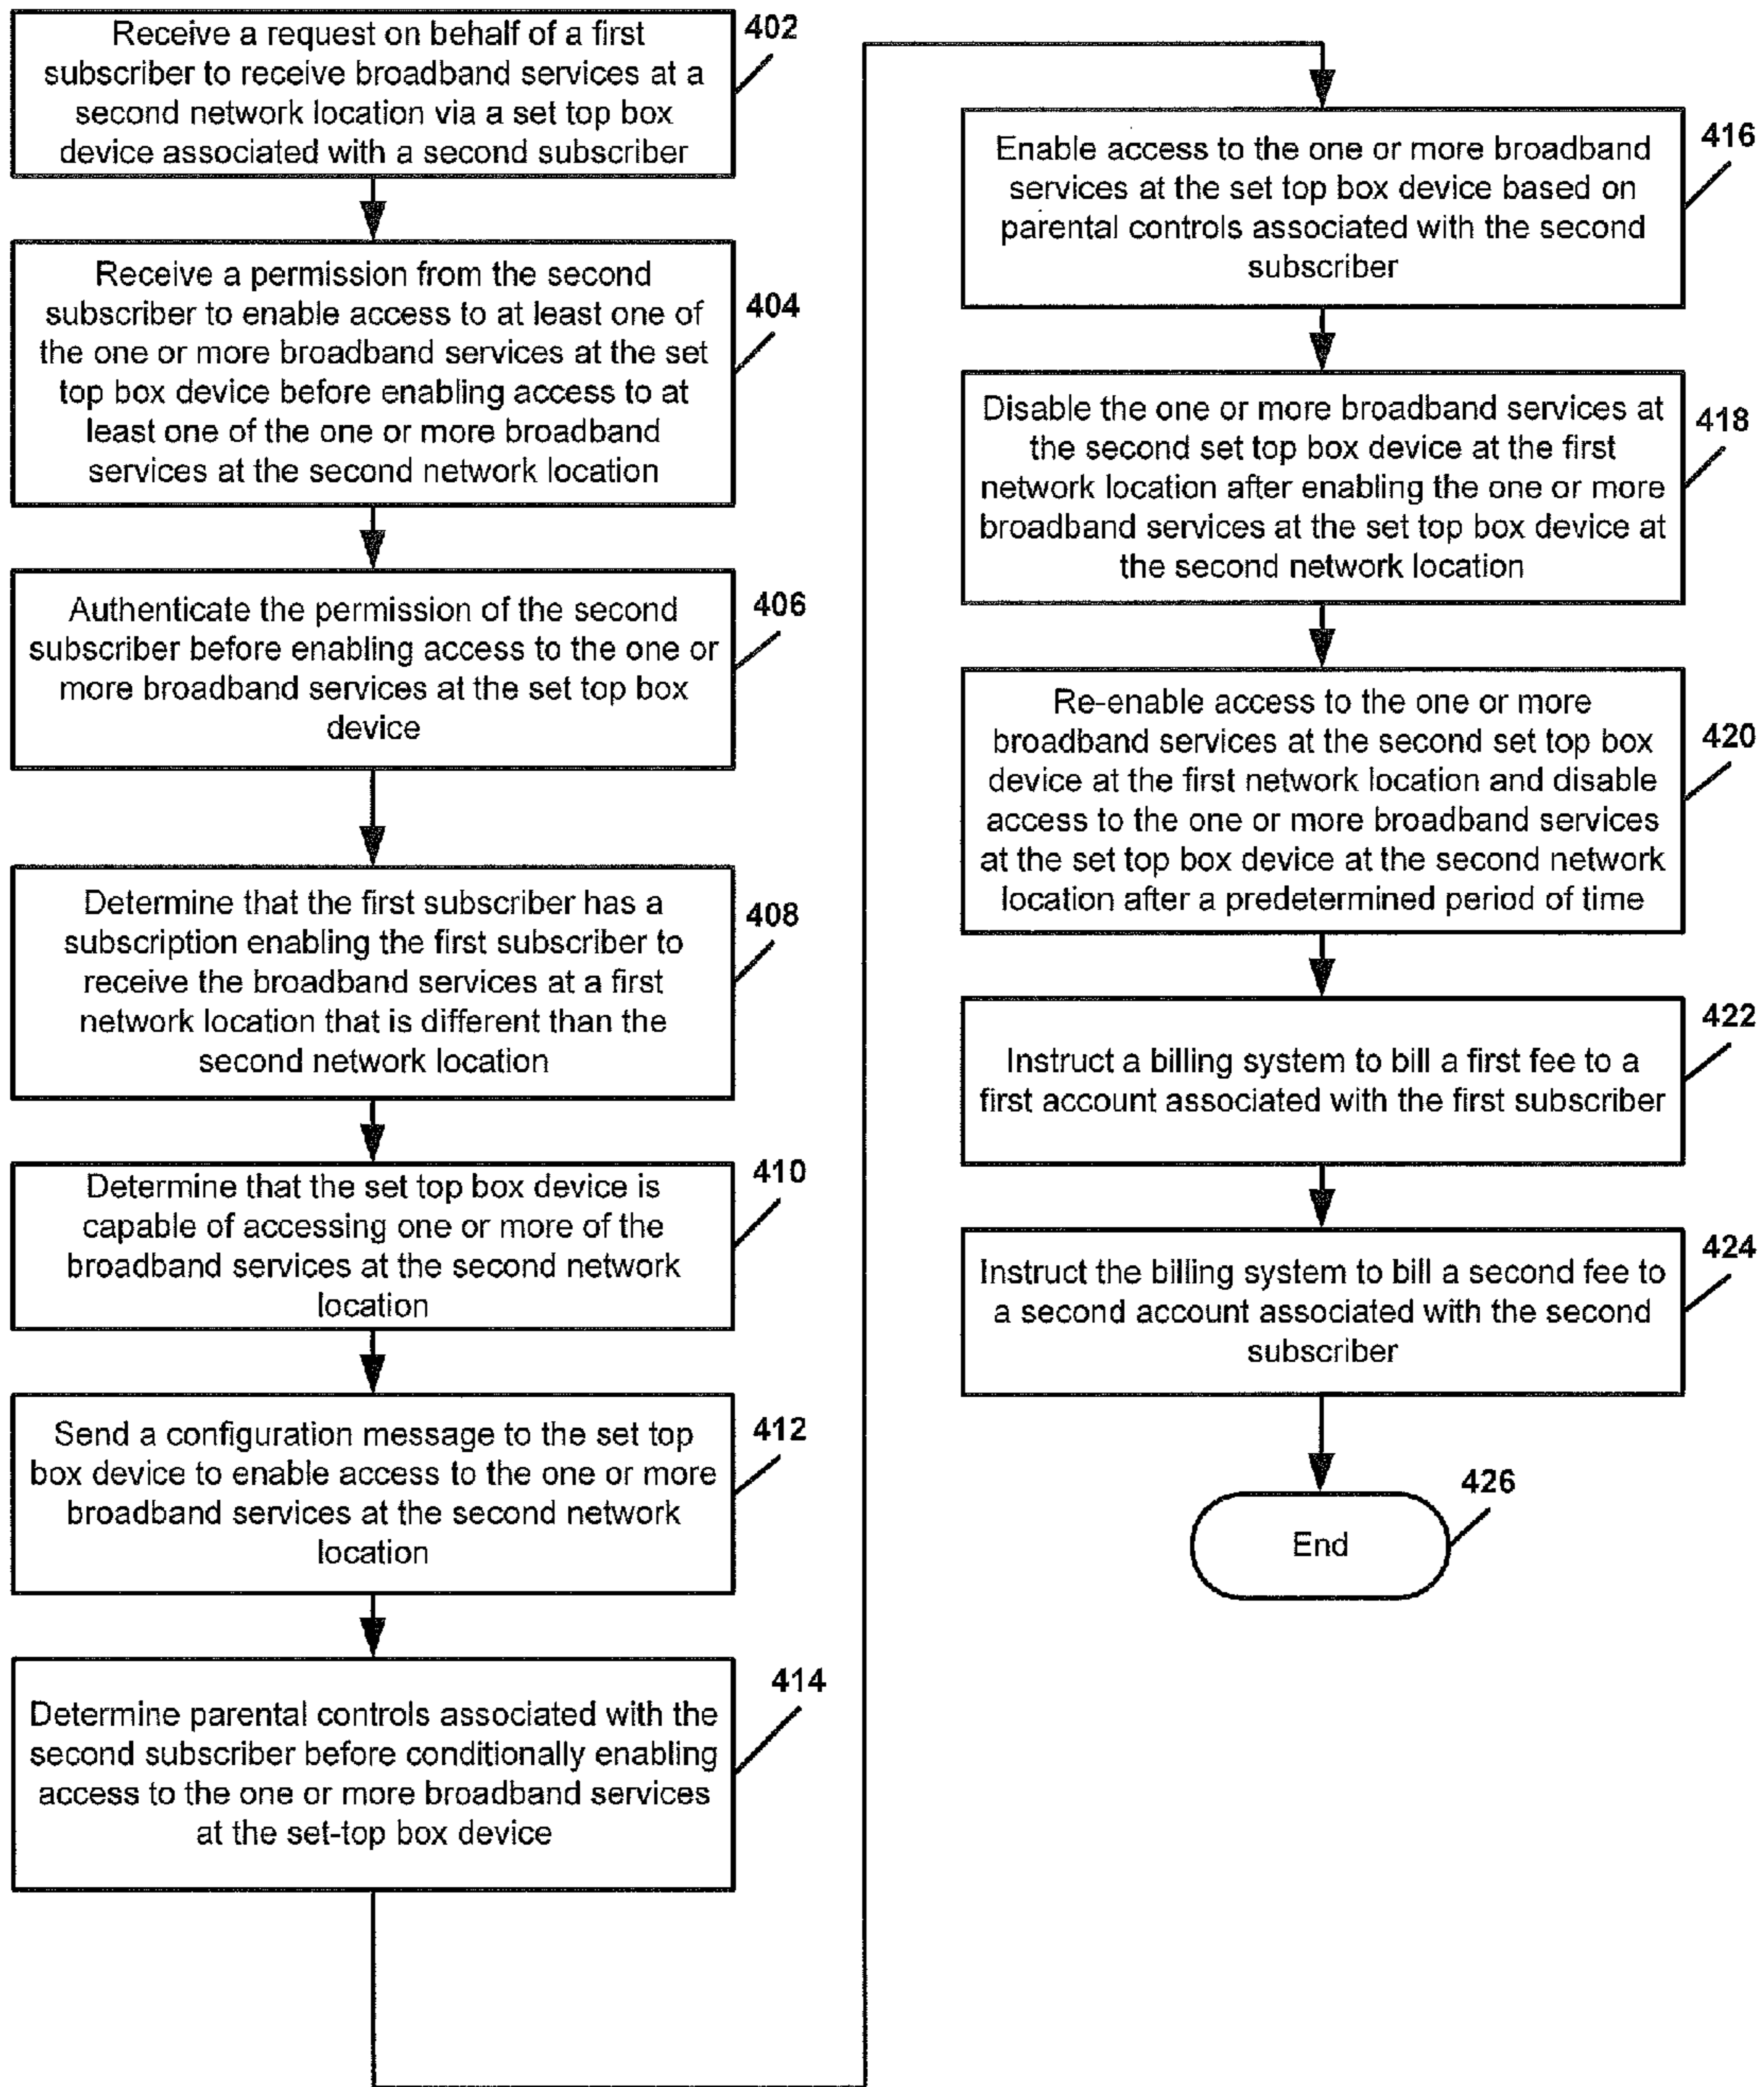 Receive a request on behalf of a first
subscriber to receive broadband services at a
second network location via a set top box
device associated with a second subscriber
402
Receive a permission from the second
subscriber to enable access to at least one of
the one or more broadband services at the set
top box device before enabling access to at
least one of the one or more broadband
services at the second network location
404
Authenticate the permission of the second
subscriber before enabling access to the one or
more broadband services at the set top box
device
406
Determine that the first subscriber has a
subscription enabling the first subscriber to
receive the broadband services at a first
network location that is different than the
second network location
408
Determine that the set top box device is
capable of accessing one or more of the
broadband services at the second network
location
410
Send a configuration message to the set top
box device to enable access to the one or more
broadband services at the second network
location
412
Determine parental controls associated with the
second subscriber before conditionally enabling
access to the one or more broadband services
at the set-top box device
414
Enable access to the one or more broadband
services at the set top box device based on
parental controls associated with the second
subscriber
416
Disable the one or more broadband services at
the second set top box device at the first
network location after enabling the one or more
broadband services at the set top box device at
the second network location
418
Re-enable access to the one or more
broadband services at the second set top box
device at the first network location and disable
access to the one or more broadband services
at the set top box device at the second network
location after a predetermined period of time
420
Instruct a billing system to bill a first fee to a
first account associated with the first subscriber
422
Instruct the billing system to bill a second fee to
a second account associated with the second
subscriber
424
End
426